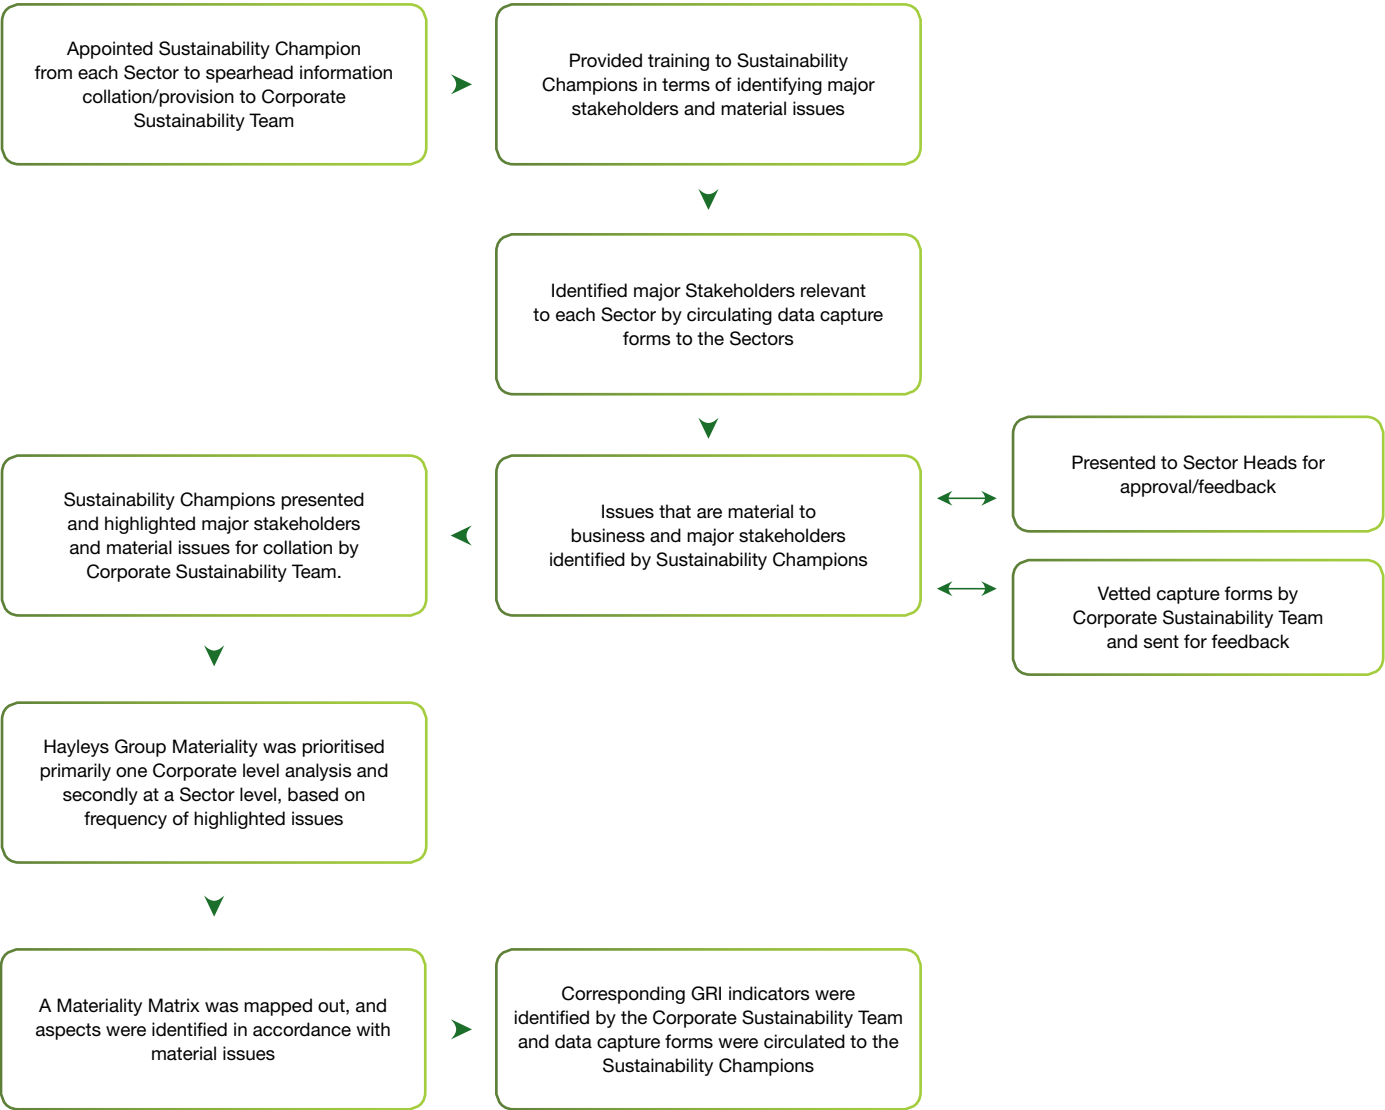 Appointed Sustainability Champion
from each Sector to spearhead information
collation/provision to Corporate
Sustainability Team
Provided training to Sustainability
Champions in terms of identifying major
stakeholders and material issues
Identified major Stakeholders relevant
to each Sector by circulating data capture
forms to the Sectors
Issues that are material to
business and major stakeholders
identified by Sustainability Champions
Presented to Sector Heads for
approval/feedback
Vetted capture forms by
Corporate Sustainability Team
and sent for feedback
Sustainability Champions presented
and highlighted major stakeholders
and material issues for collation by
Corporate Sustainability Team.
Hayleys Group Materiality was prioritised
primarily one Corporate level analysis and
secondly at a Sector level, based on
frequency of highlighted issues
A Materiality Matrix was mapped out, and
aspects were identified in accordance with
material issues
Corresponding GRI indicators were
identified by the Corporate Sustainability Team
and data capture forms were circulated to the
Sustainability Champions